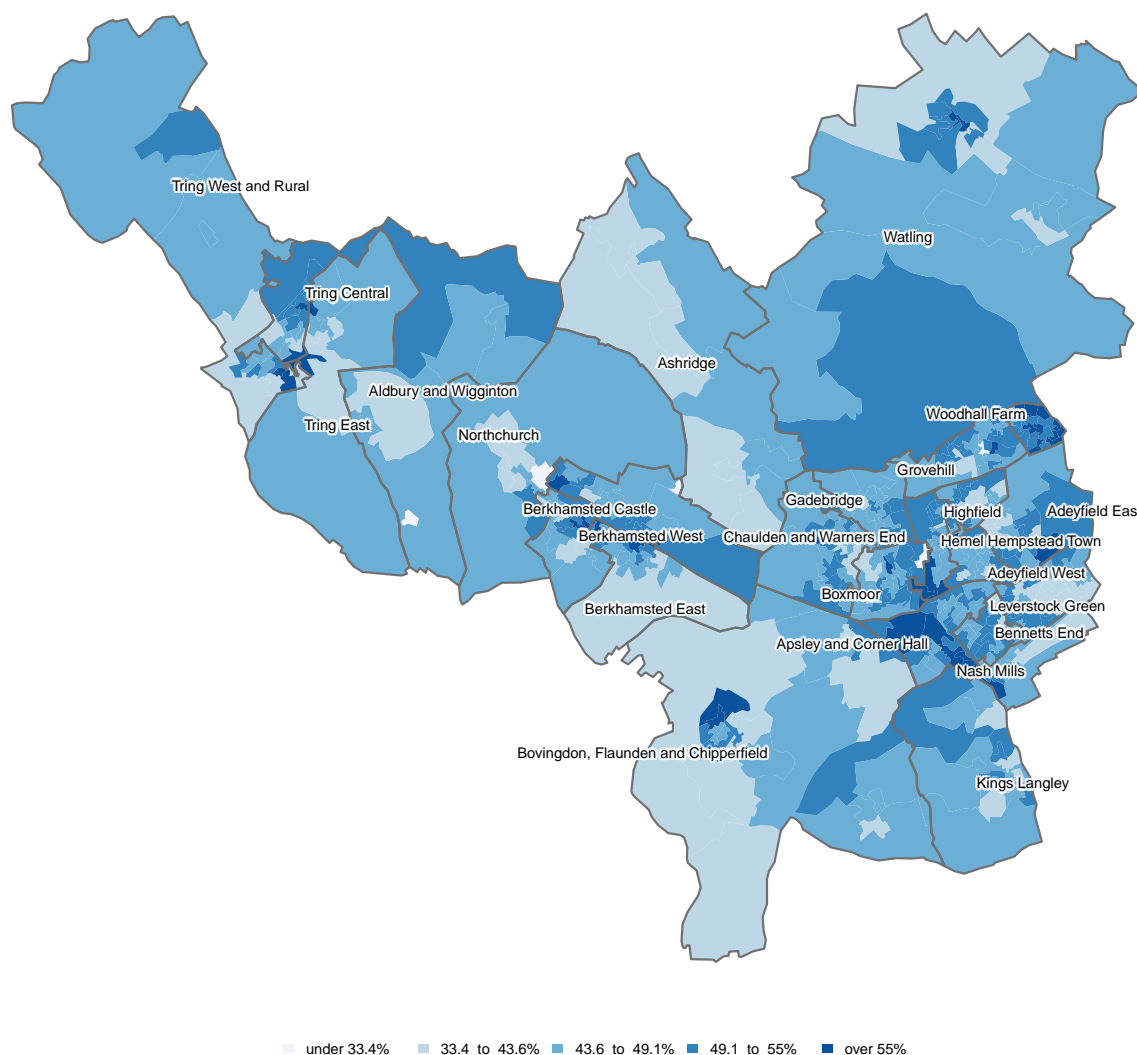 Tring West and Rural
Watling
Tring Central
Ashridge
Aldbury and Wigginton
Woodhall Farm
Tring East
Northchurch
Grovehill
Gadebridge
Berkhamsted Castle
Highfield
Adeyfield Eas
Berkhamsted West
Chaulden and Warners End
Hemel Hempstead Town
Adeyfield West
Boxmoor
Berkhamsted East
Leverstock Green
Bennetts End
Apsley and Corner Hall
Nash Mills
Bovingdon, Flaunden and Chipperfield
Kings Langley
under 33.4% 33.4 to 43.6% 43.6 to 49.1% 49.1 to 55% over 55%